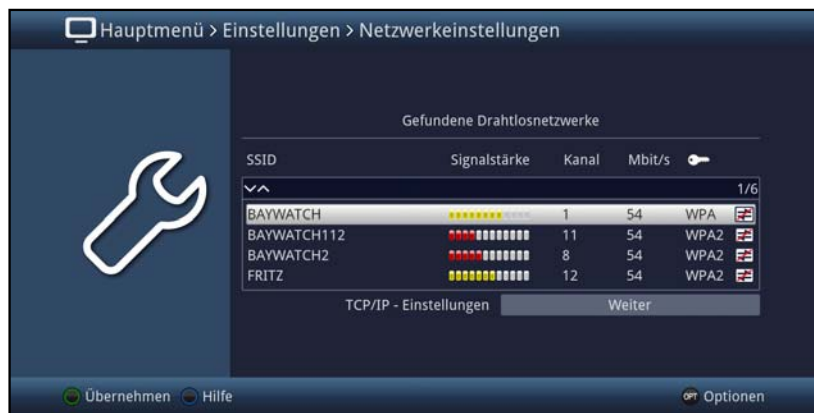 Hauptmenü > Einstellungen > Netzwerkeinstellungen
Gefundene Drahtlosnetzwerke
SSID Signalstärke Kanal Mbit/s
1/6
BAYWATCH 1 54 WPA
BAYWATCH112 11 54 WPA2
BAYWATCH2 8 54 WPA2
FRITZ 12 54 WPA2
TCP/IP - Einstellungen Weiter
Übernehmen Hilfe OPT Optionen